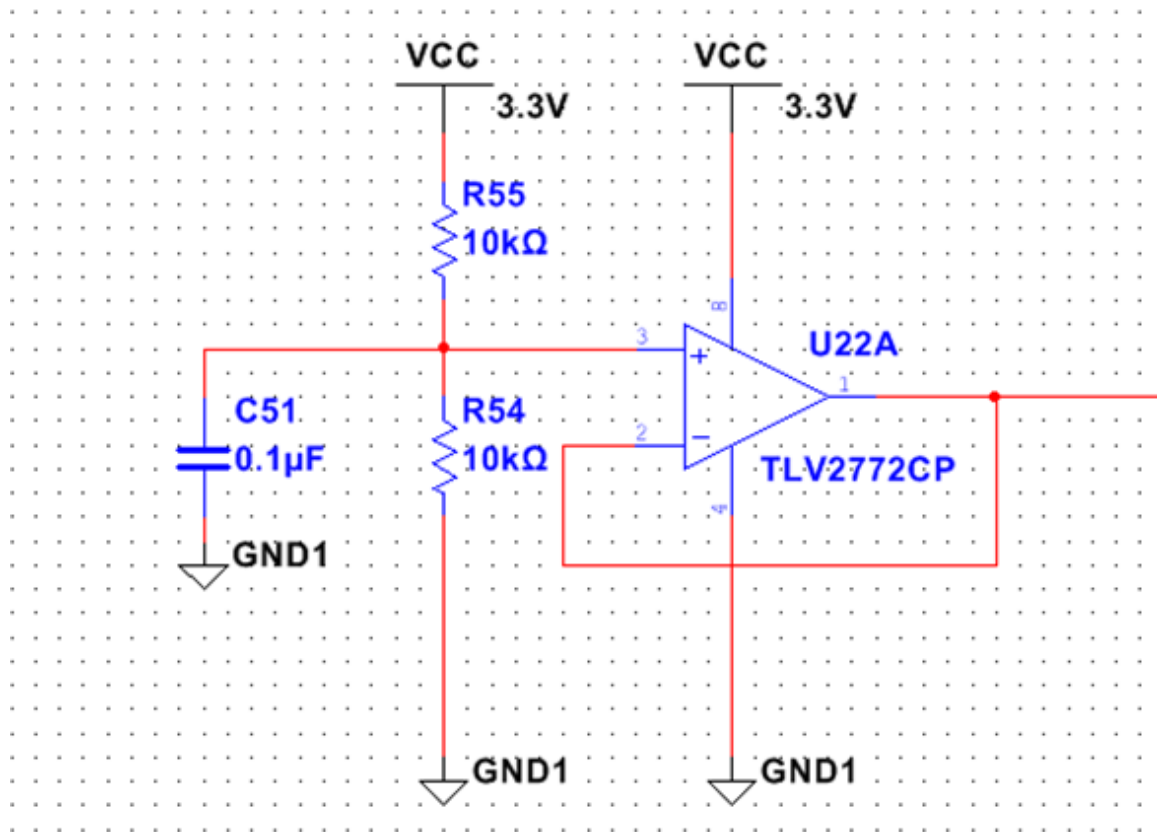 VCC
VCC
3.3V
3.3V
R55
10kΩ
8
3
+
U22A
1
C51
0.1µF
R54
10kΩ
2
−
TLV2772CP
4
GND1
GND1
GND1